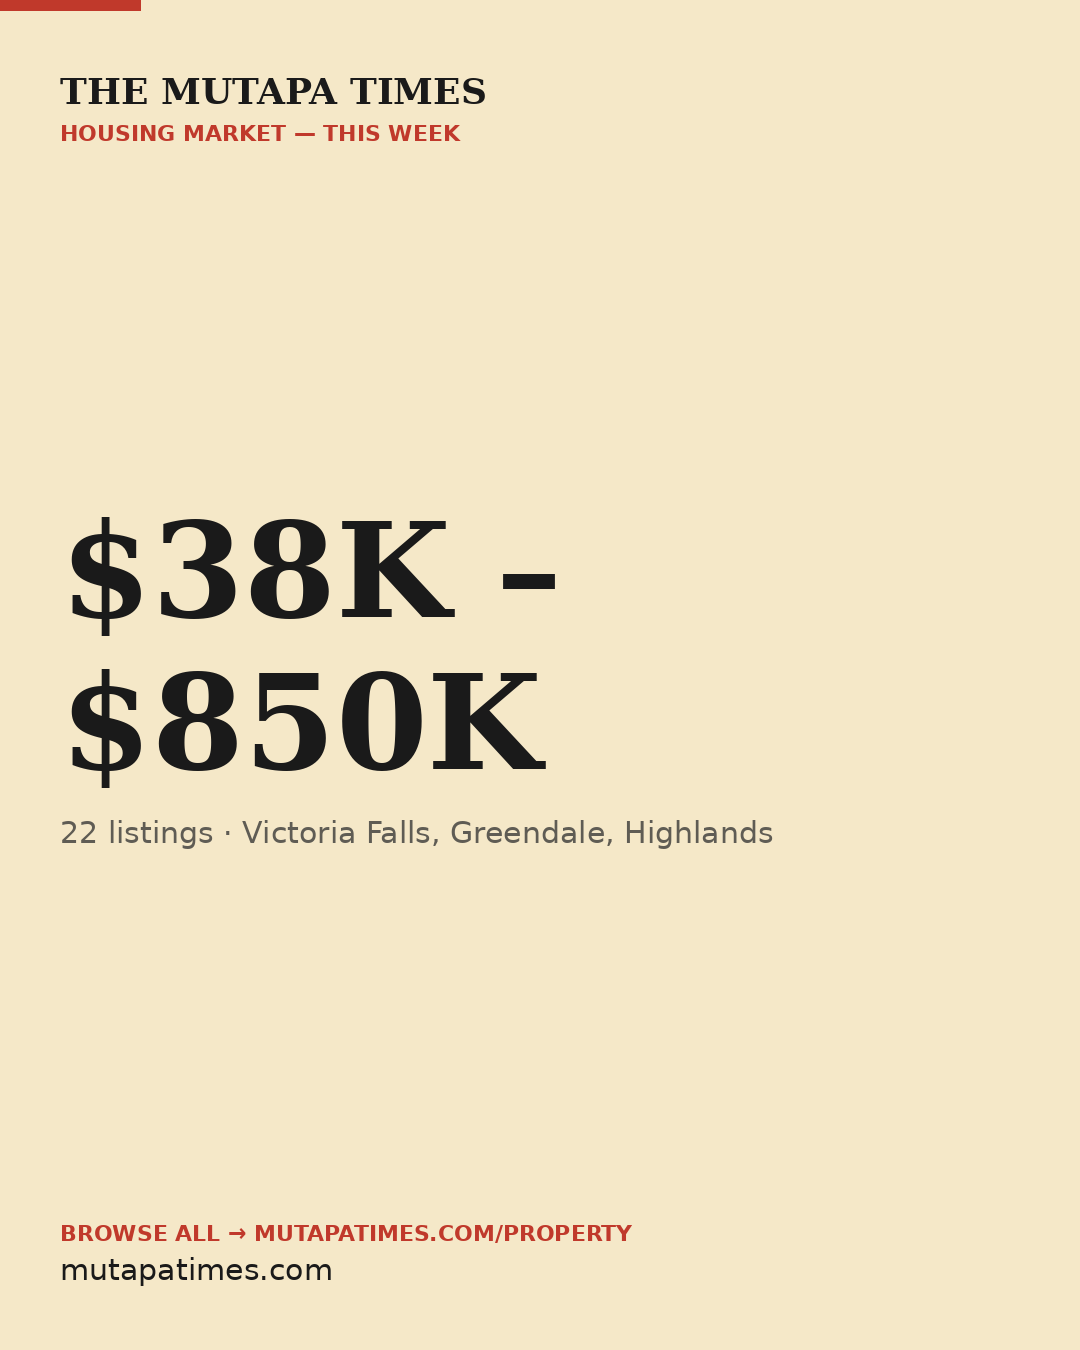 THE MUTAPA TIMES
HOUSING MARKET — THIS WEEK
$38K –
$850K
22 listings · Victoria Falls, Greendale, Highlands
BROWSE ALL → MUTAPATIMES.COM/PROPERTY
mutapatimes.com